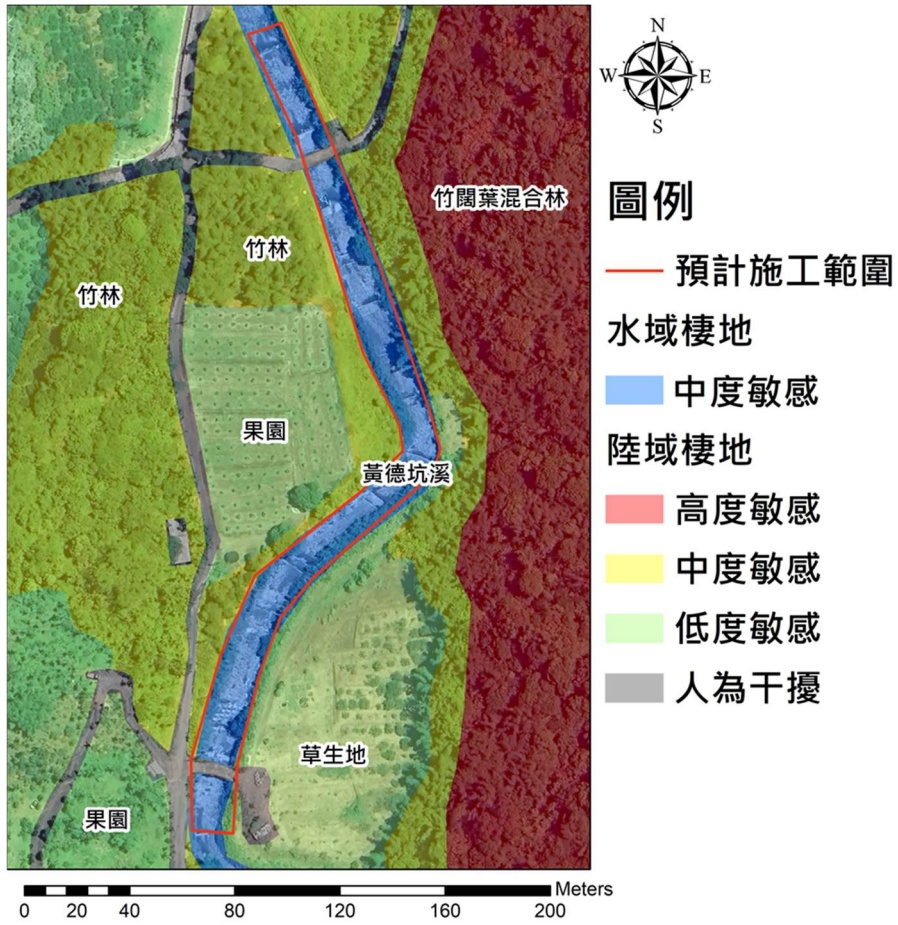 N
W
E
S
竹闊葉混合林
竹林
竹林
果園
黃德坑溪
草生地
果園
圖例
預計施工範圍
水域棲地
中度敏感
陸域棲地
高度敏感
中度敏感
低度敏感
人為干擾
Meters
0 20 40 80 120 160 200